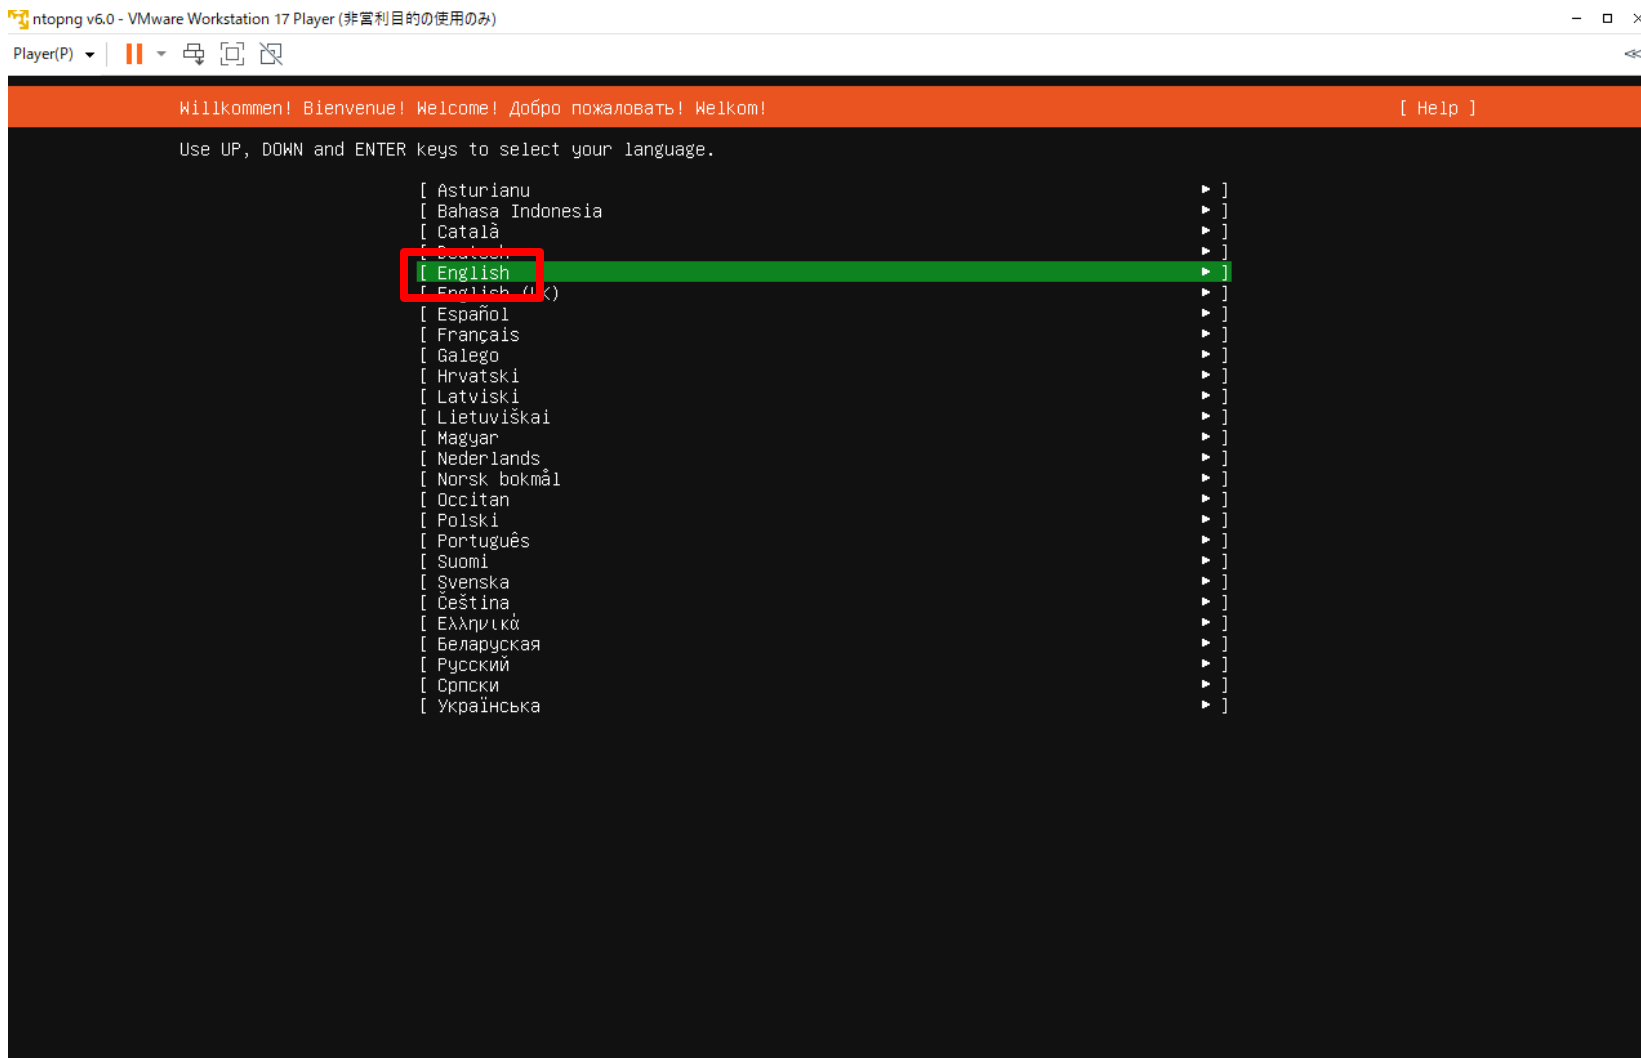 ntopng v6.0 - VMware Workstation 17 Player (非営利目的の使用のみ)
Player(P)
Willkommen! Bienvenue! Welcome! Добро пожаловать! Welkom! [ Help ]
Use UP, DOWN and ENTER keys to select your language.
[ Asturianu ▸ ]
[ Bahasa Indonesia ▸ ]
[ Català ▸ ]
[ Deutsch ▸ ]
[ English ▸ ]
[ English (UK) ▸ ]
[ Español ▸ ]
[ Français ▸ ]
[ Galego ▸ ]
[ Hrvatski ▸ ]
[ Latviski ▸ ]
[ Lietuviškai ▸ ]
[ Magyar ▸ ]
[ Nederlands ▸ ]
[ Norsk bokmål ▸ ]
[ Occitan ▸ ]
[ Polski ▸ ]
[ Português ▸ ]
[ Suomi ▸ ]
[ Svenska ▸ ]
[ Čeština ▸ ]
[ Ελληνικά ▸ ]
[ Беларуская ▸ ]
[ Русский ▸ ]
[ Српски ▸ ]
[ Українська ▸ ]